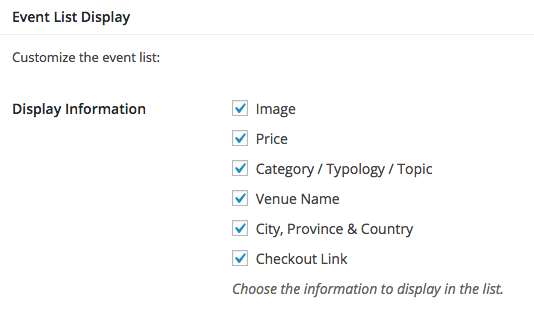 Event List Display
Customize the event list:
Display Information
Image
Price
Category / Typology / Topic
Venue Name
City, Province & Country
Checkout Link
Choose the information to display in the list.